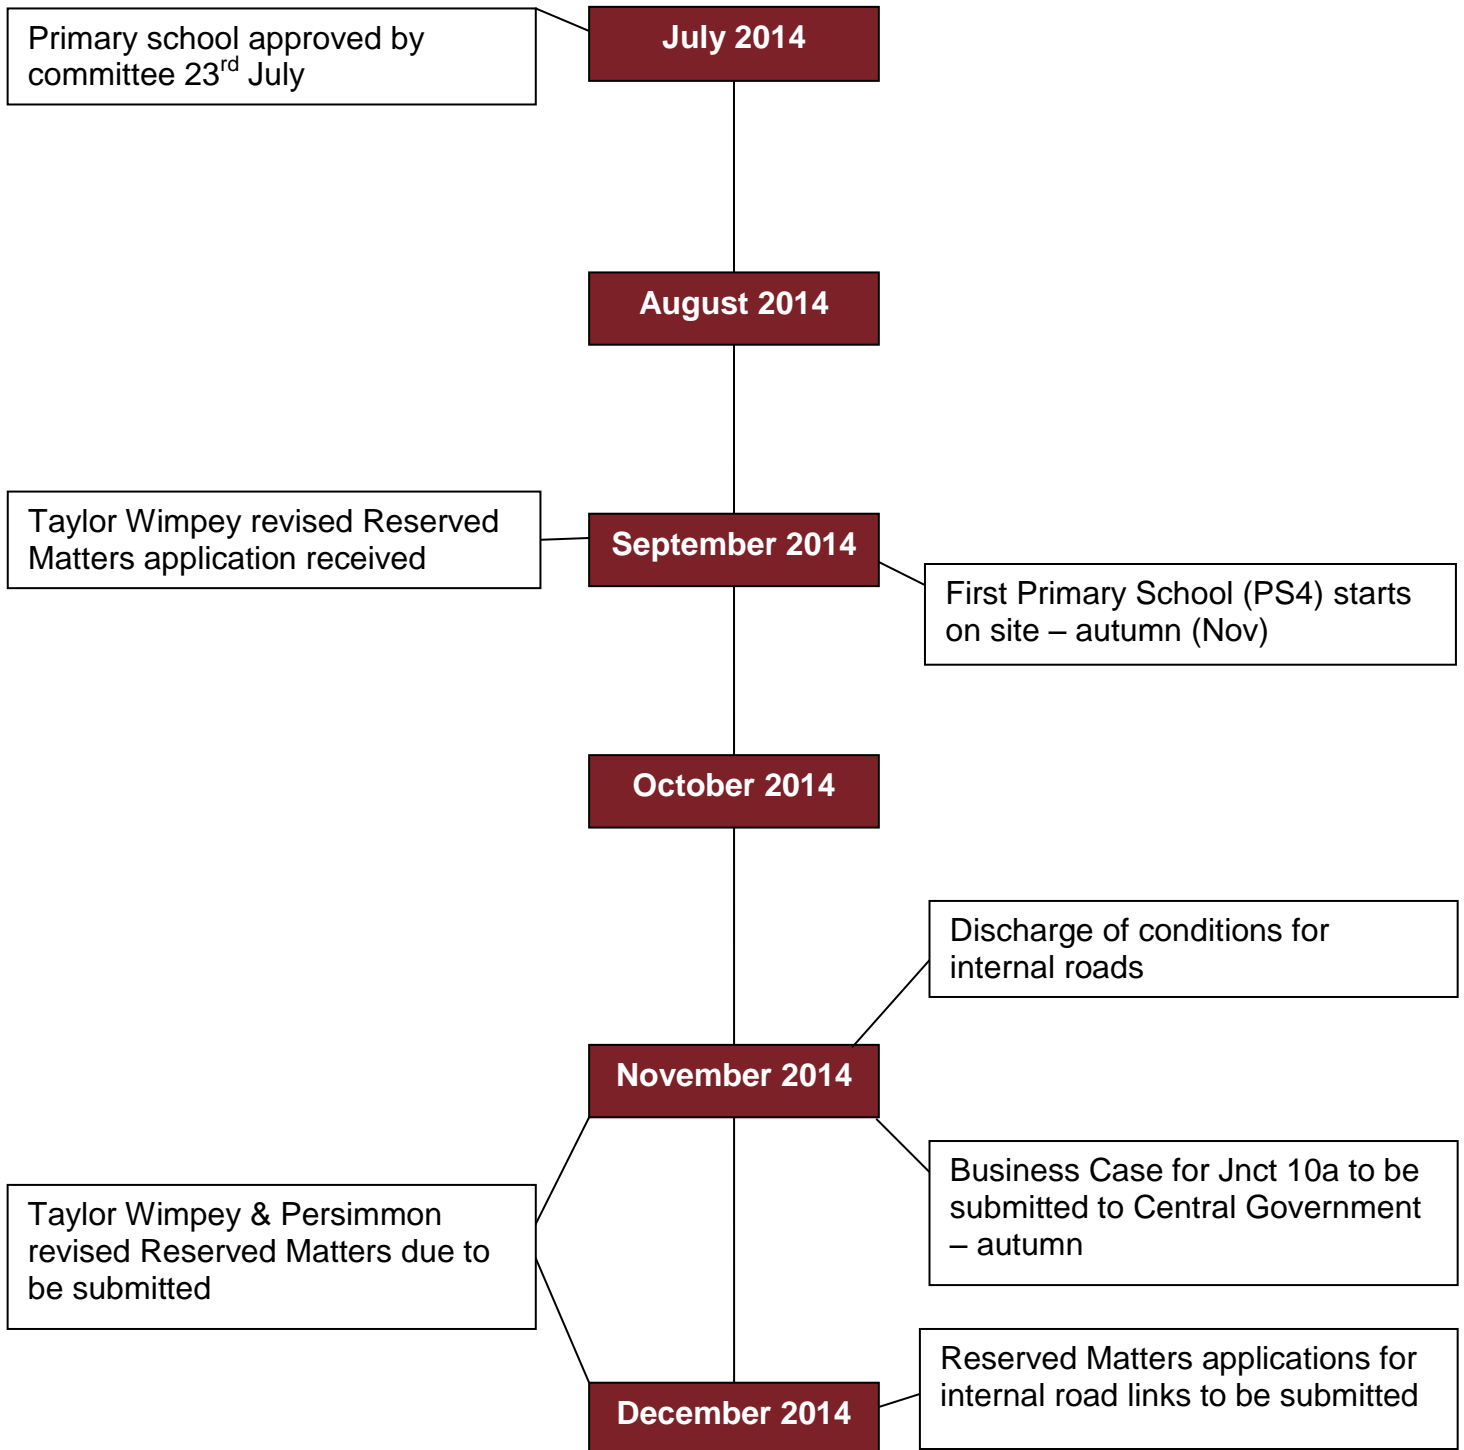 Primary school approved by
committee 23rd July
July 2014
August 2014
Taylor Wimpey revised Reserved
Matters application received
September 2014
First Primary School (PS4) starts
on site – autumn (Nov)
October 2014
Discharge of conditions for
internal roads
November 2014
Business Case for Jnct 10a to be
submitted to Central Government
– autumn
Taylor Wimpey & Persimmon
revised Reserved Matters due to
be submitted
Reserved Matters applications for
internal road links to be submitted
December 2014